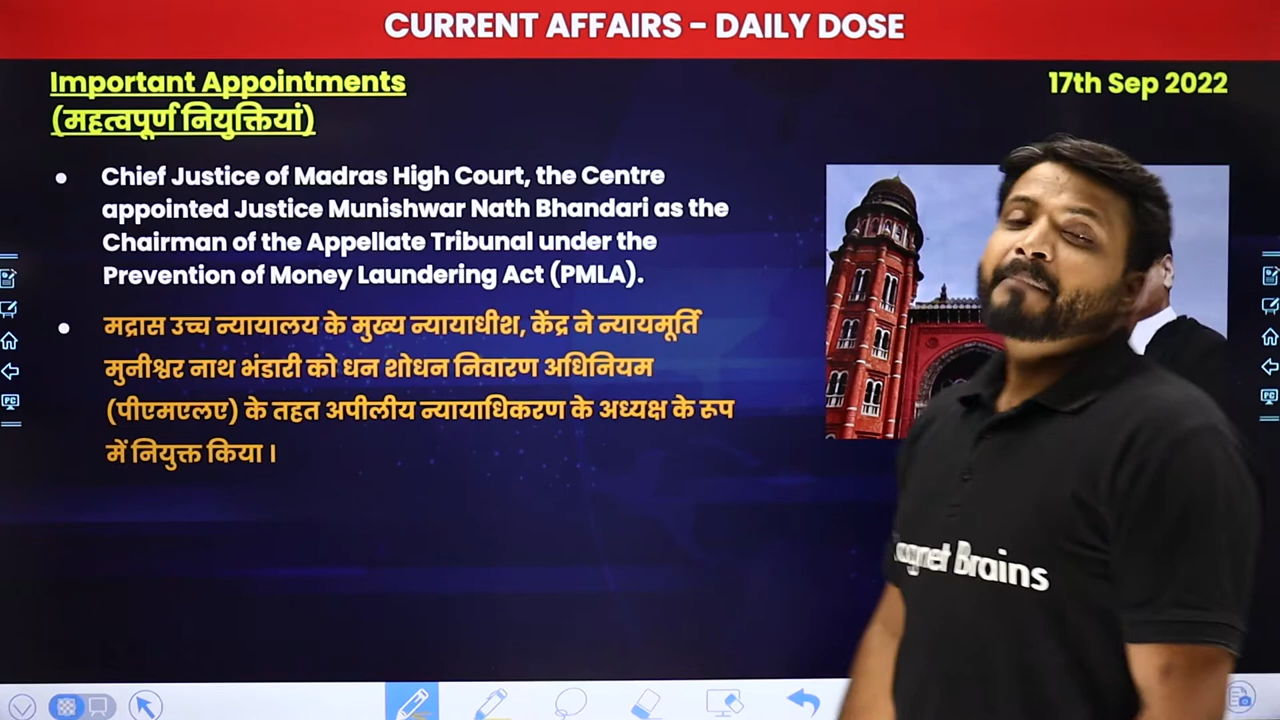 CURRENT AFFAIRS - DAILY DOSE
Important Appointments
(महत्वपूर्ण नियुक्तियां)
17th Sep 2022
Chief Justice of Madras High Court, the Centre
appointed Justice Munishwar Nath Bhandari as the
Chairman of the Appellate Tribunal under the
Prevention of Money Laundering Act (PMLA).
मद्रास उच्च न्यायालय के मुख्य न्यायाधीश, केंद्र ने न्यायमूर्ति
मुनीश्वर नाथ भंडारी को धन शोधन निवारण अधिनियम
(पीएमएलए) के तहत अपीलीय न्यायाधिकरण के अध्यक्ष के रूप
में नियुक्त किया ।
Brains